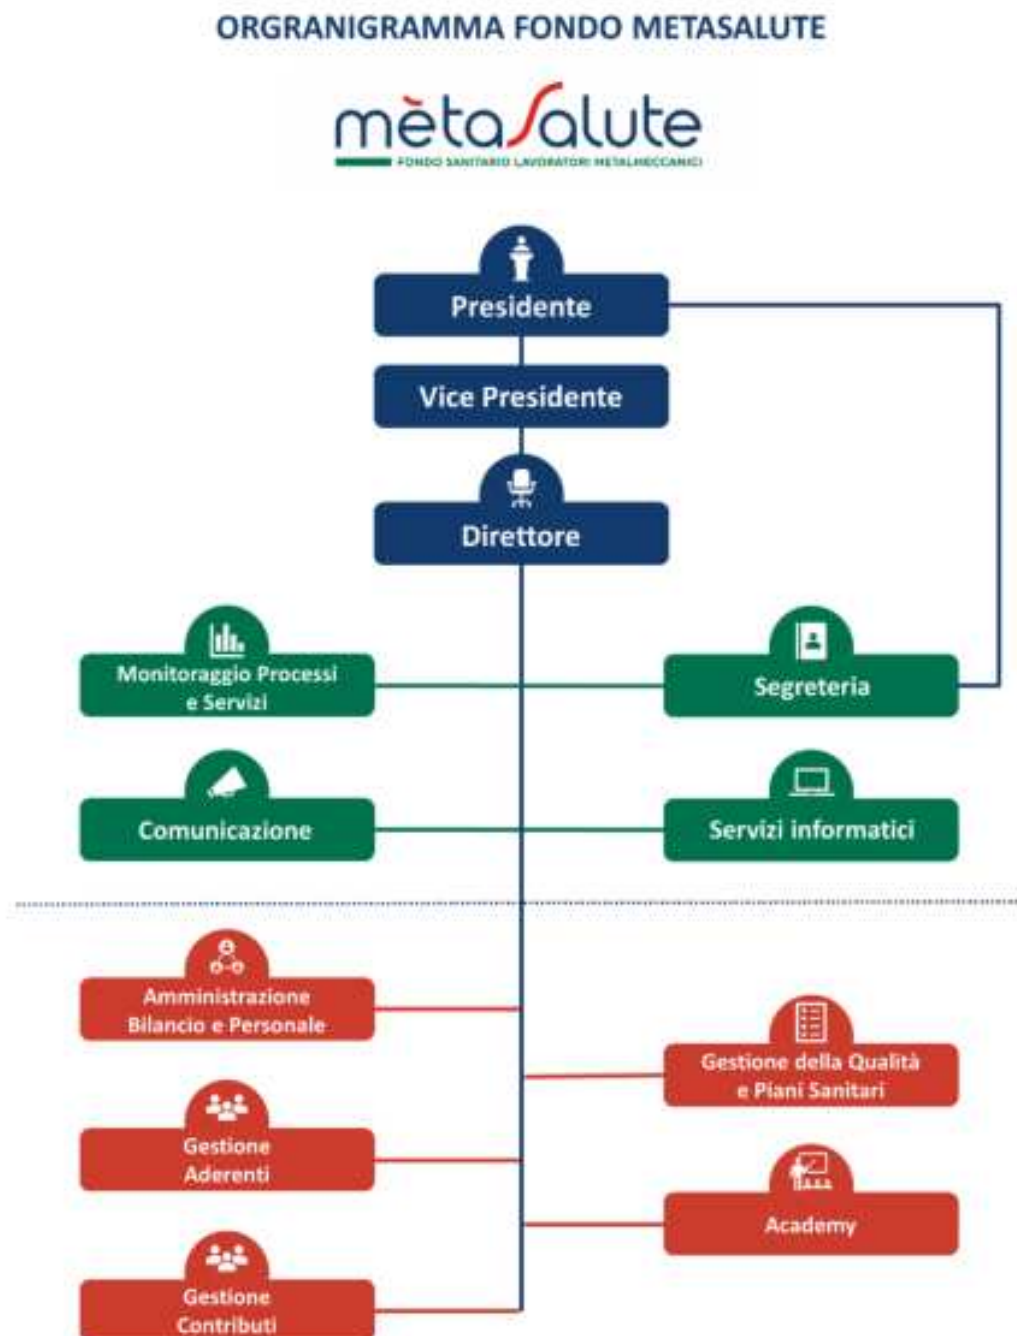 ORGRANIGRAMMA FONDO METASALUTE
mètaSalute
FONDO SANITARIO LAVORATORI METALMECCANICI
Presidente
Vice Presidente
Direttore
Monitoraggio Processi
e Servizi
Segreteria
Comunicazione
Servizi informatici
Amministrazione
Bilancio e Personale
Gestione della Qualità
e Piani Sanitari
Gestione
Aderenti
Academy
Gestione
Contributi